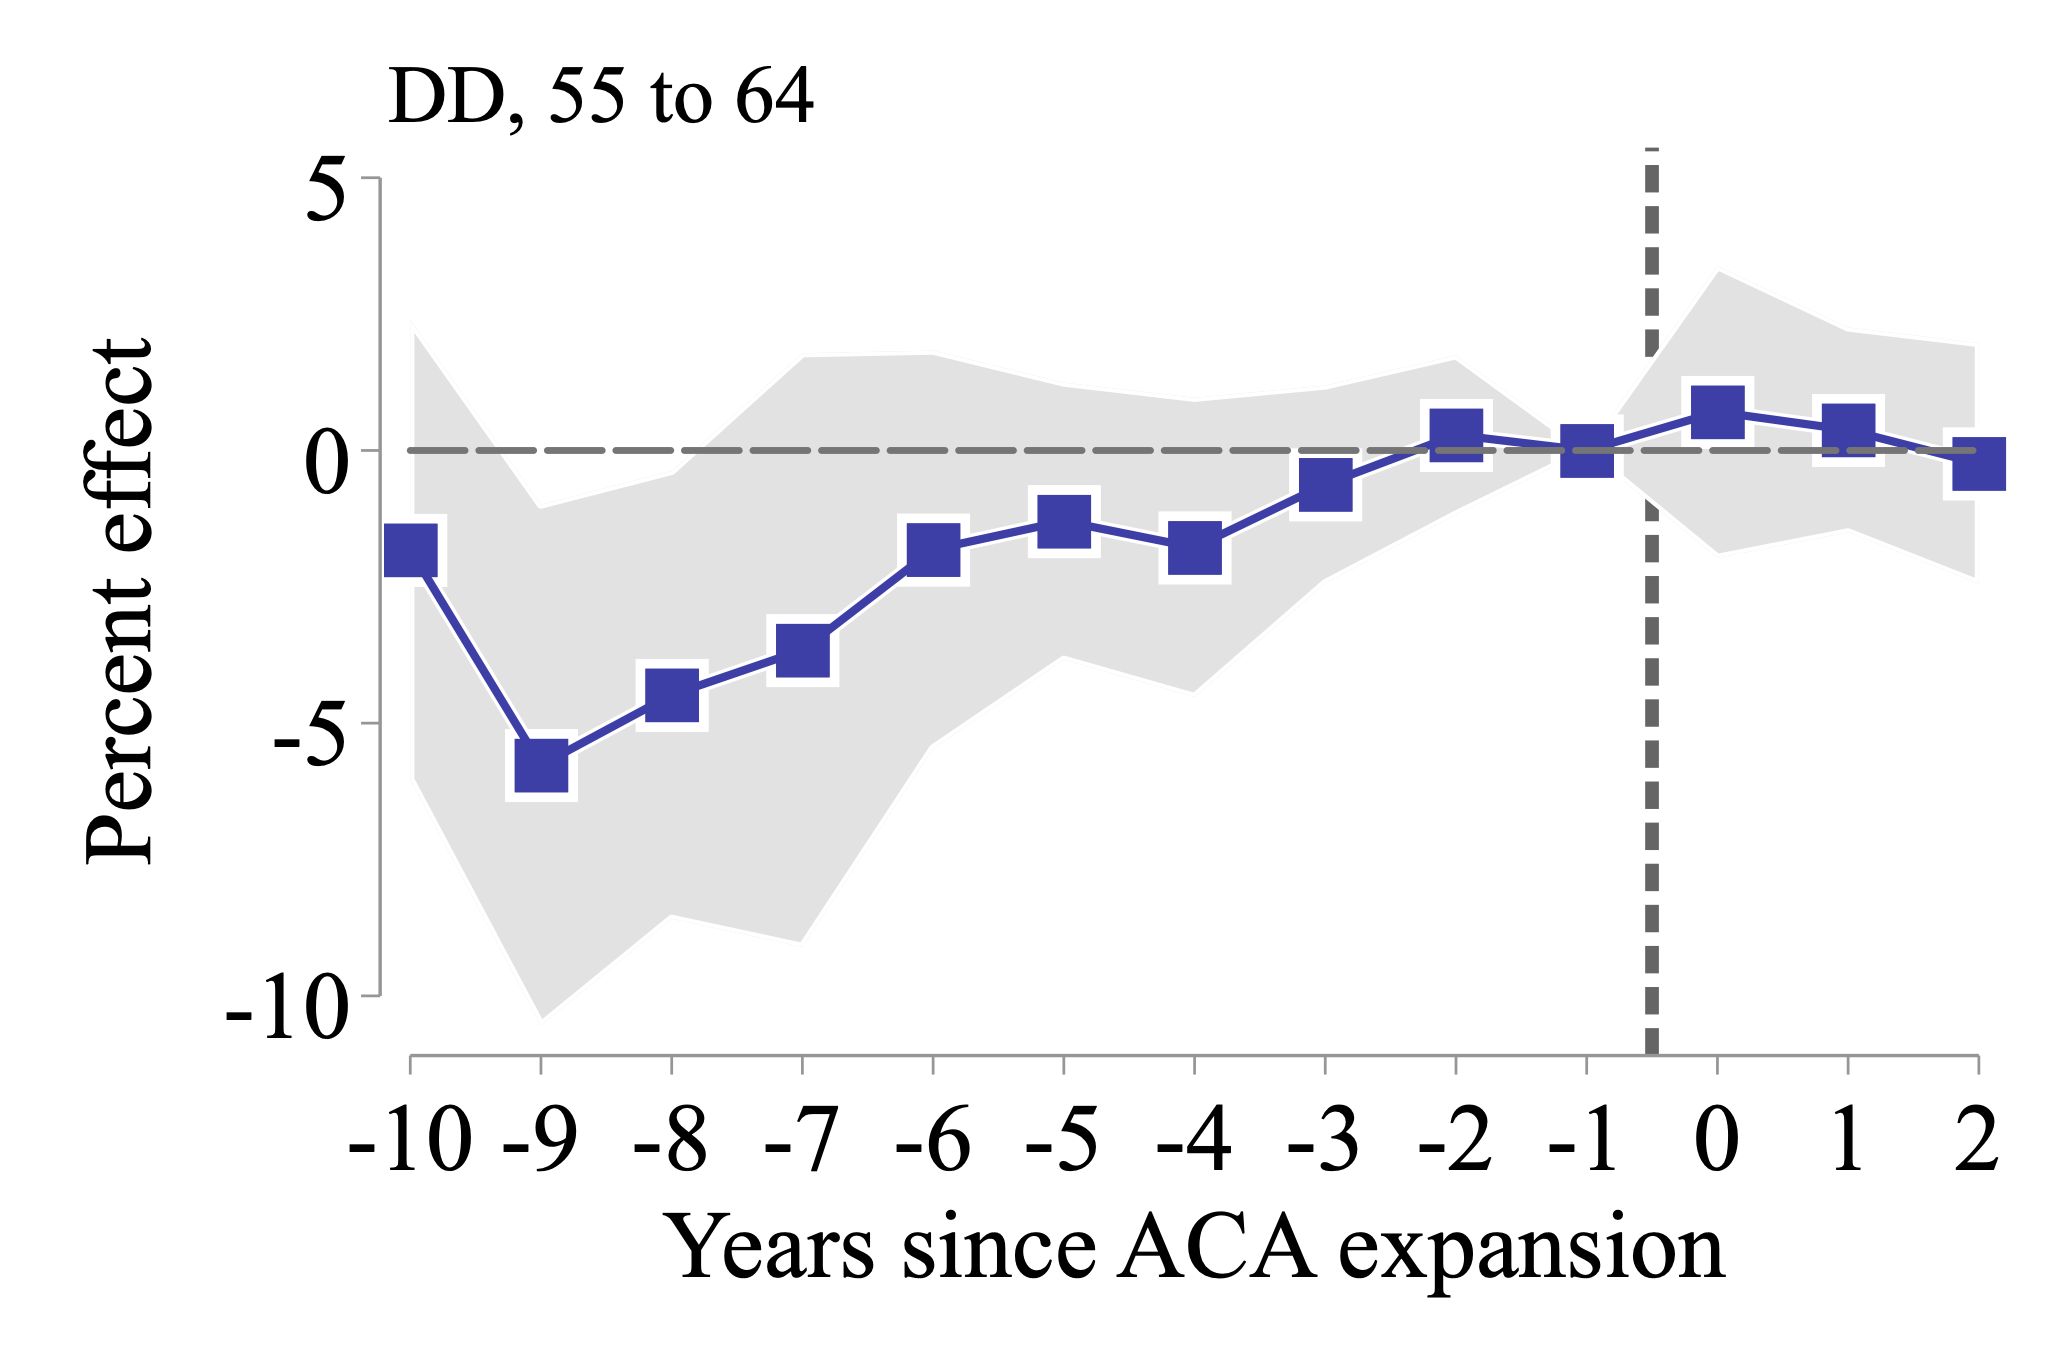 DD, 55 to 64
Percent effect
5
0
-5
-10
-10 -9 -8 -7 -6 -5 -4 -3 -2 -1 0 1 2
Years since ACA expansion